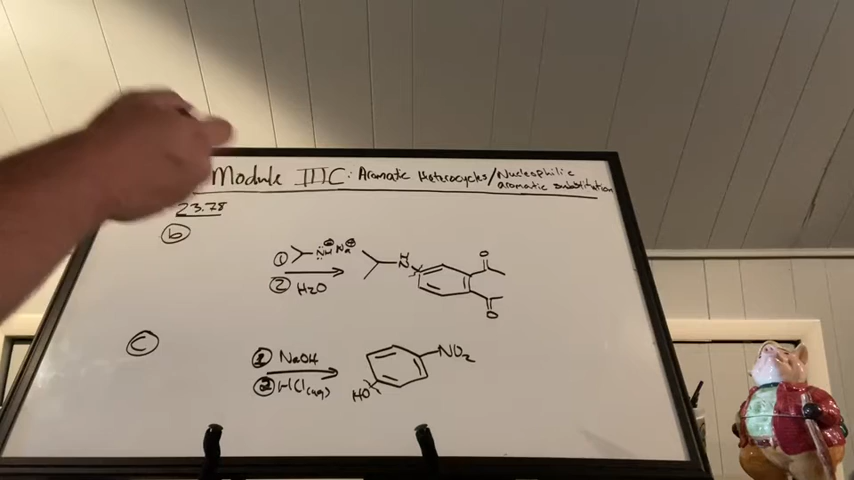 Module IIIC: Aromatic Heterocycles/Nucleophilic
aromatic substitution
23.78
b
① NH⊖ Na⊕
② H₂O
H
N
O
O
C
① NaOH
② HCl(aq)
NO₂
HO